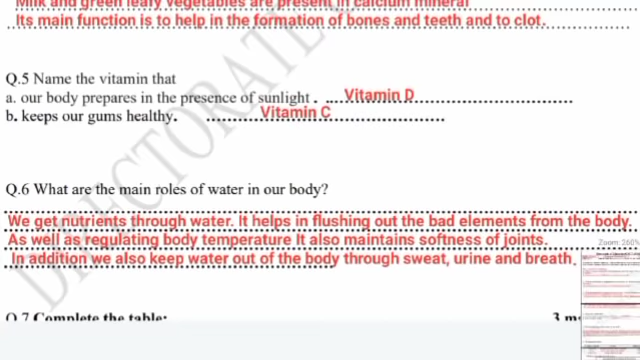 Milk and green leafy vegetables are present in calcium mineral
Its main function is to help in the formation of bones and teeth and to clot.
Q.5 Name the vitamin that
a. our body prepares in the presence of sunlight . Vitamin D
b. keeps our gums healthy. Vitamin C
Q.6 What are the main roles of water in our body?
We get nutrients through water. It helps in flushing out the bad elements from the body.
As well as regulating body temperature It also maintains softness of joints.
In addition we also keep water out of the body through sweat, urine and breath.
Zoom: 260%
Q.7 Complete the table: 3 m
DIRECTORATE